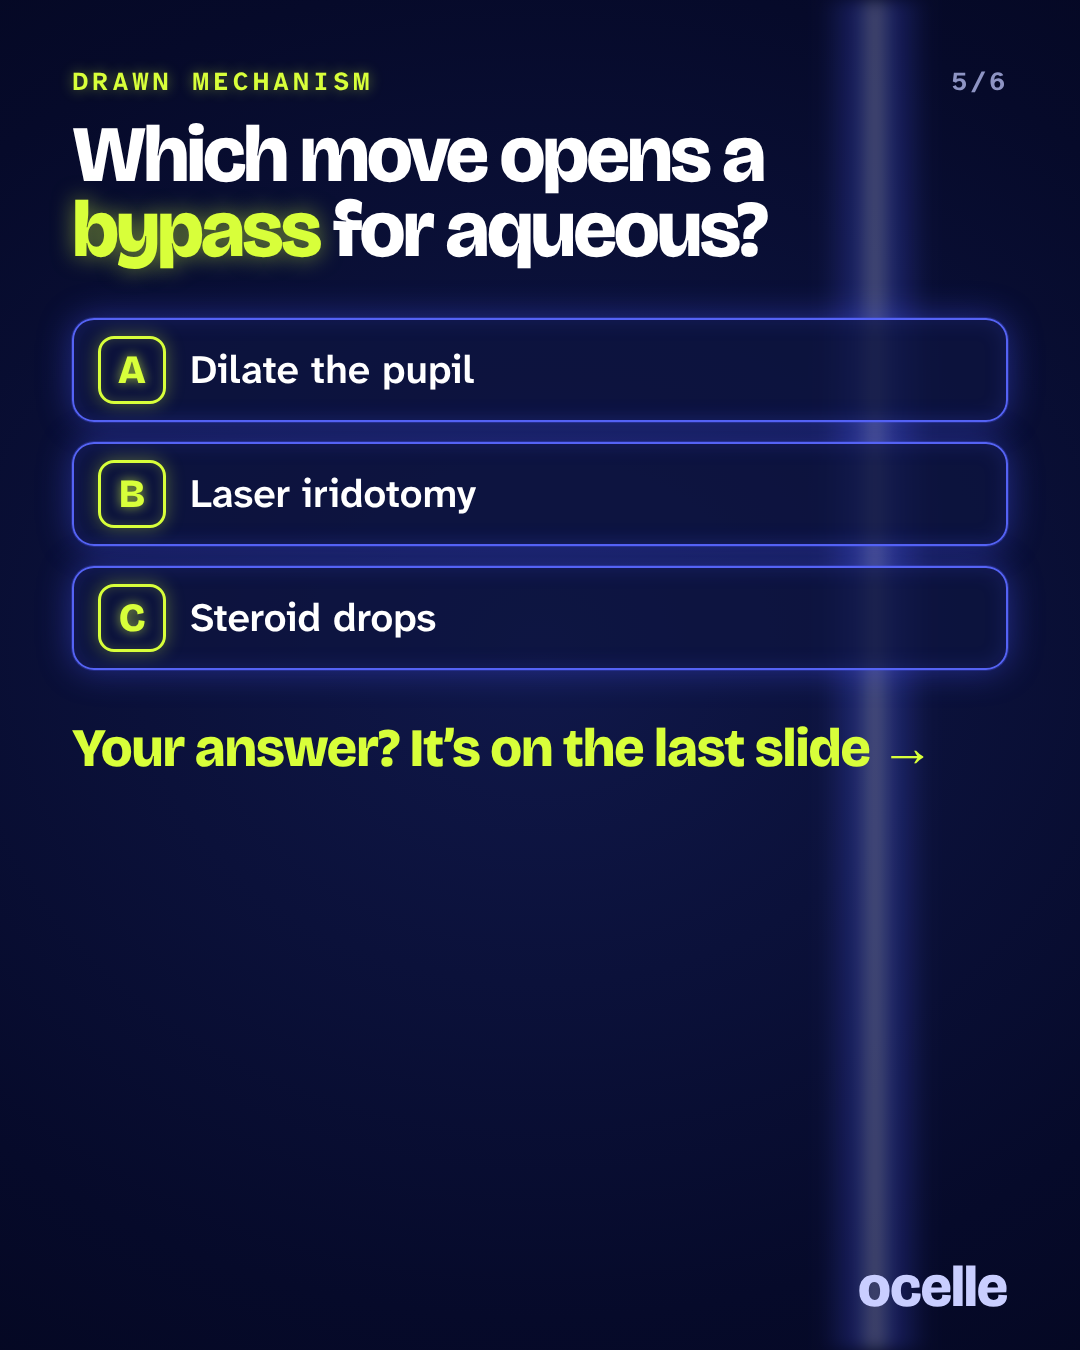 DRAWN MECHANISM
5/6
Which move opens a
bypass for aqueous?
A Dilate the pupil
B Laser iridotomy
C Steroid drops
Your answer? It’s on the last slide →
ocelle